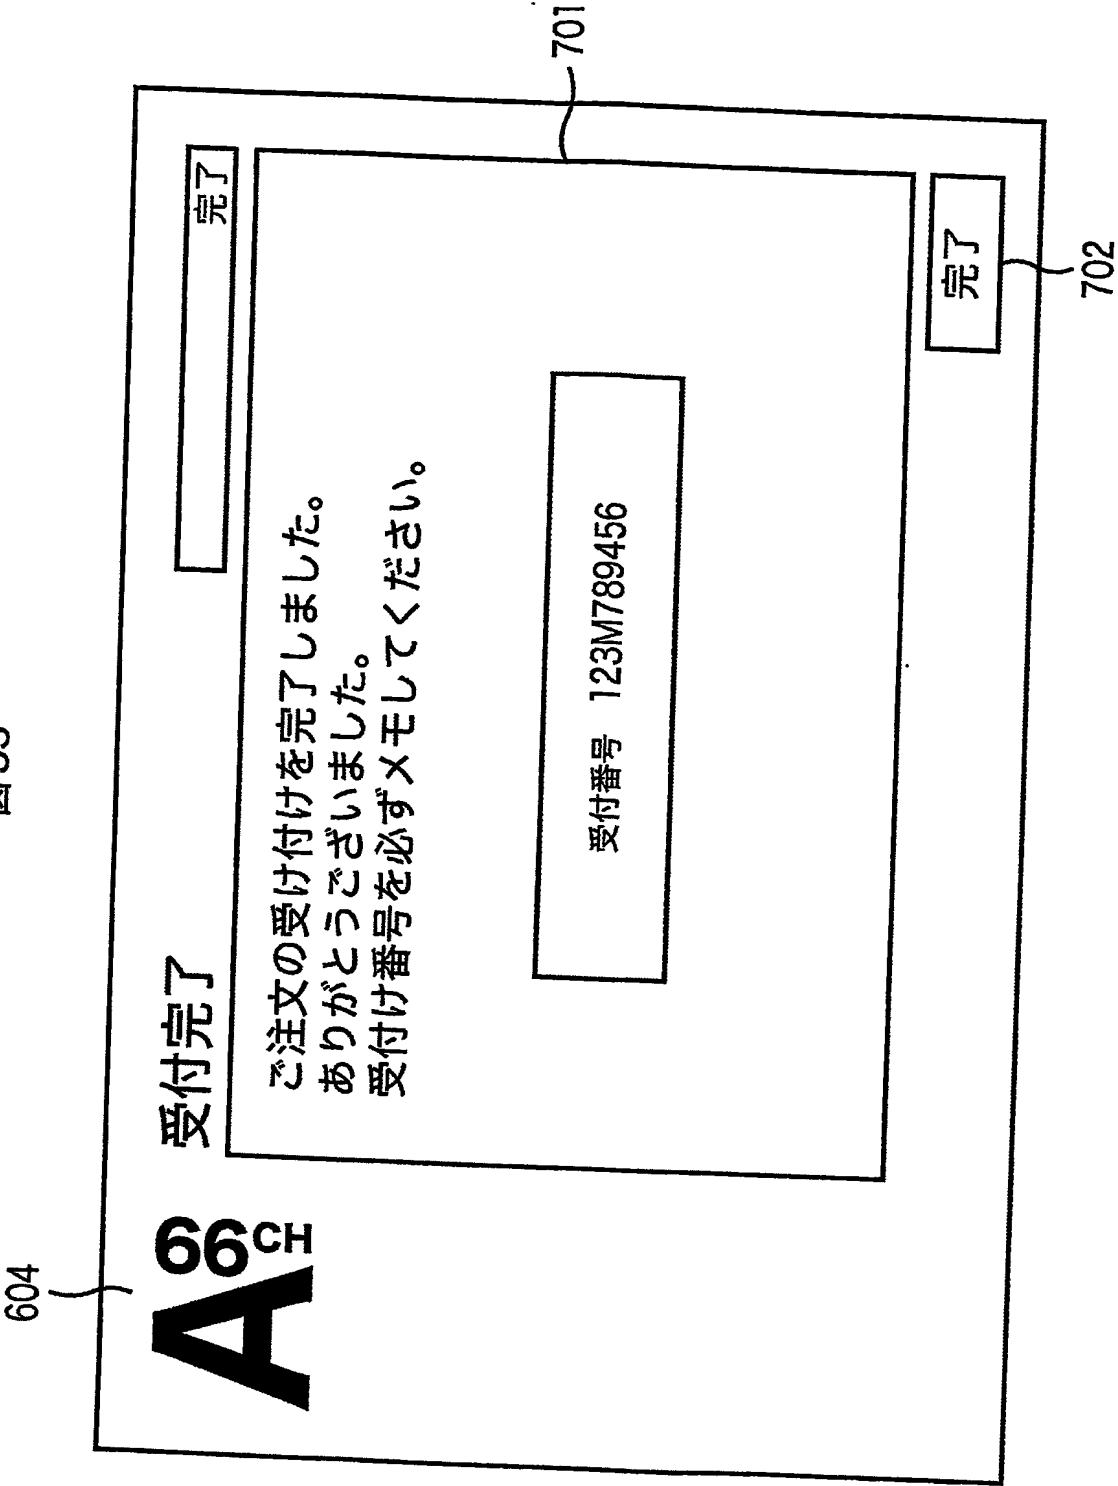 604
A 66CH
受付完了
完了
701
ご注文の受け付けを完了しました。
ありがとうございました。
受付け番号を必ずメモしてください。
受付番号 123M789456
完了
702